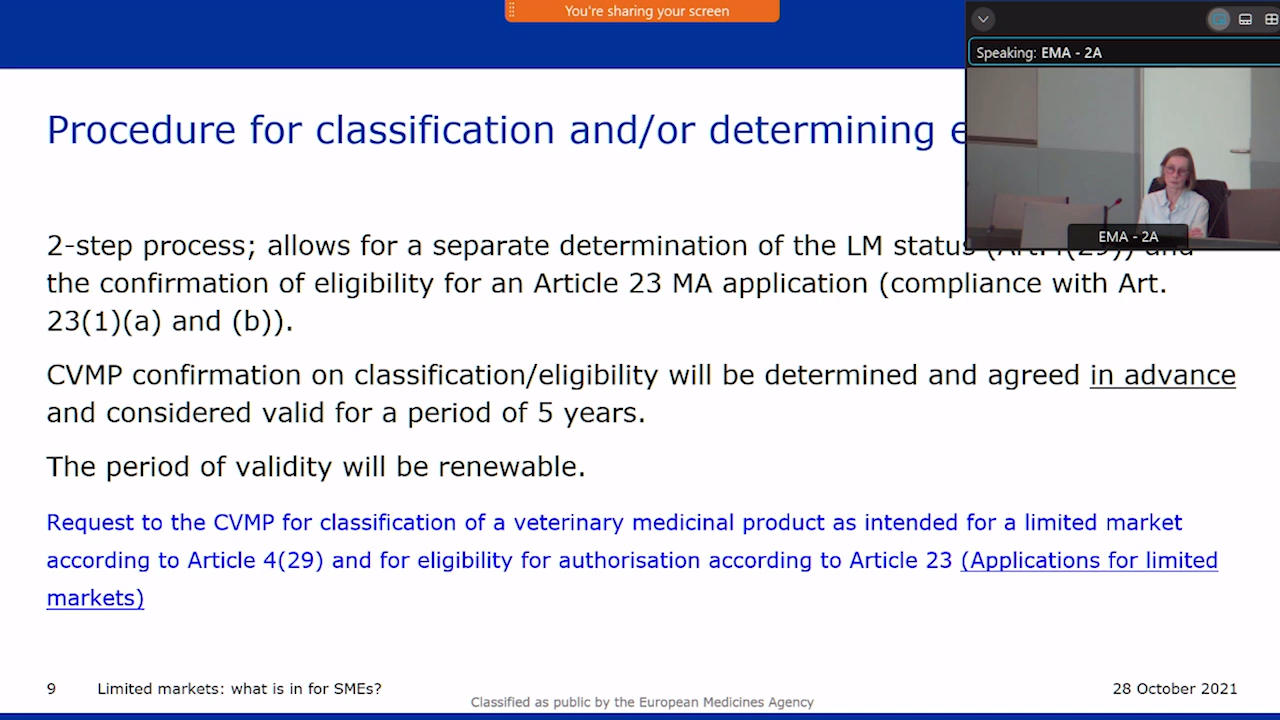 You're sharing your screen
Speaking: EMA - 2A
Procedure for classification and/or determining
EMA - 2A
2-step process; allows for a separate determination of the LM status
the confirmation of eligibility for an Article 23 MA application (compliance with Art.
23(1)(a) and (b)).
CVMP confirmation on classification/eligibility will be determined and agreed in advance
and considered valid for a period of 5 years.
The period of validity will be renewable.
Request to the CVMP for classification of a veterinary medicinal product as intended for a limited market
according to Article 4(29) and for eligibility for authorisation according to Article 23 (Applications for limited
markets)
9 Limited markets: what is in for SMEs? 28 October 2021
Classified as public by the European Medicines Agency